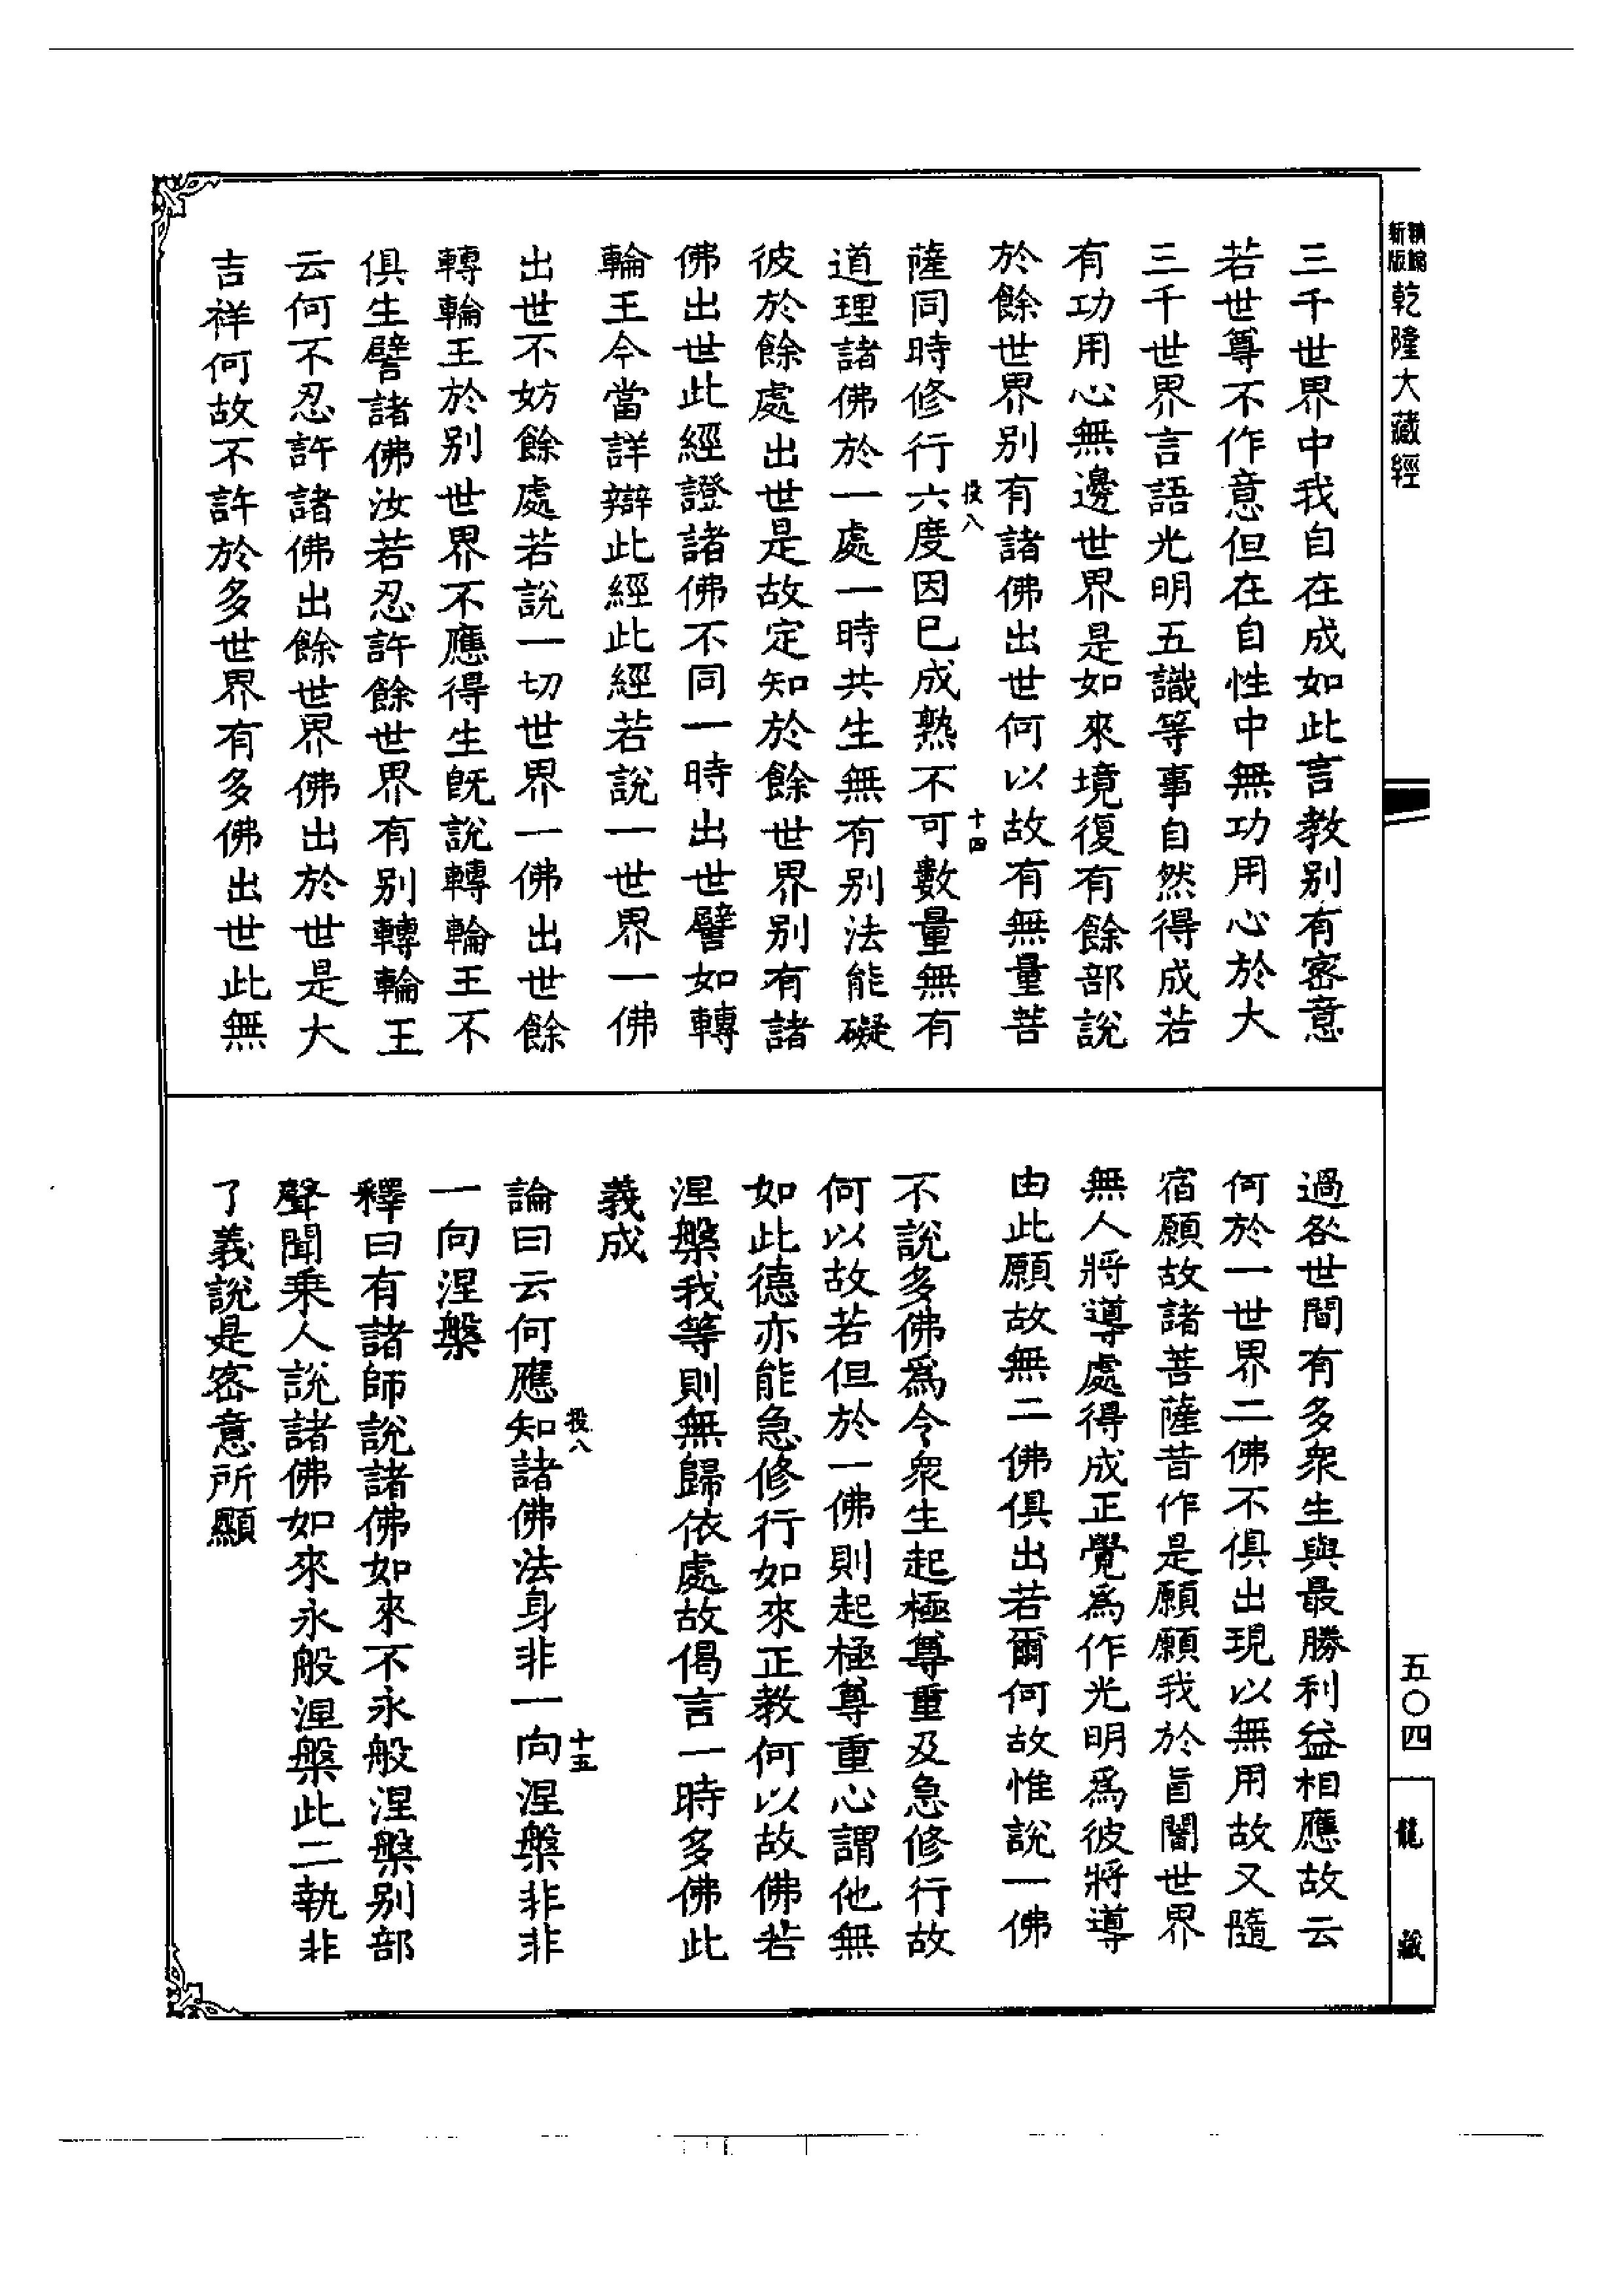 新編
新版
乾隆大藏經
三千世界中我自在成如此言教別有密意
若世尊不作意但在自性中無功用心於大
三千世界言語光明五識等事自然得成若
有功用心無邊世界是如來境復有餘部說
於餘世界別有諸佛出世何以故有無量菩
投八
十四
薩同時修行六度因已成熟不可數量無有
道理諸佛於一處一時共生無有別法能礙
彼於餘處出世是故定知於餘世界別有諸
佛出世此經證諸佛不同一時出世譬如轉
輪王今當詳辯此經此經若說一世界一佛
出世不妨餘處若說一切世界一佛出世餘
轉輪王於別世界不應得生旣說轉輪王不
俱生譬諸佛汝若忍許餘世界有別轉輪王
云何不忍許諸佛出餘世界佛出於世是大
吉祥何故不許於多世界有多佛出世此無
過咎世間有多衆生與最勝利益相應故云
何於一世界二佛不俱出現以無用故又隨
宿願故諸菩薩昔作是願願我於盲闇世界
無人將導處得成正覺爲作光明爲彼將導
由此願故無二佛俱出若爾何故惟說一佛
不說多佛爲令衆生起極尊重及急修行故
何以故若但於一佛則起極尊重心謂他無
如此德亦能急修行如來正教何以故佛若
涅槃我等則無歸依處故偈言一時多佛此
義成
投八
十五
論曰云何應知諸佛法身非一向涅槃非非
一向涅槃
釋曰有諸師說諸佛如來不永般涅槃別部
聲聞乗人說諸佛如來永般涅槃此二執非
了義說是密意所顯
五〇四
龍藏